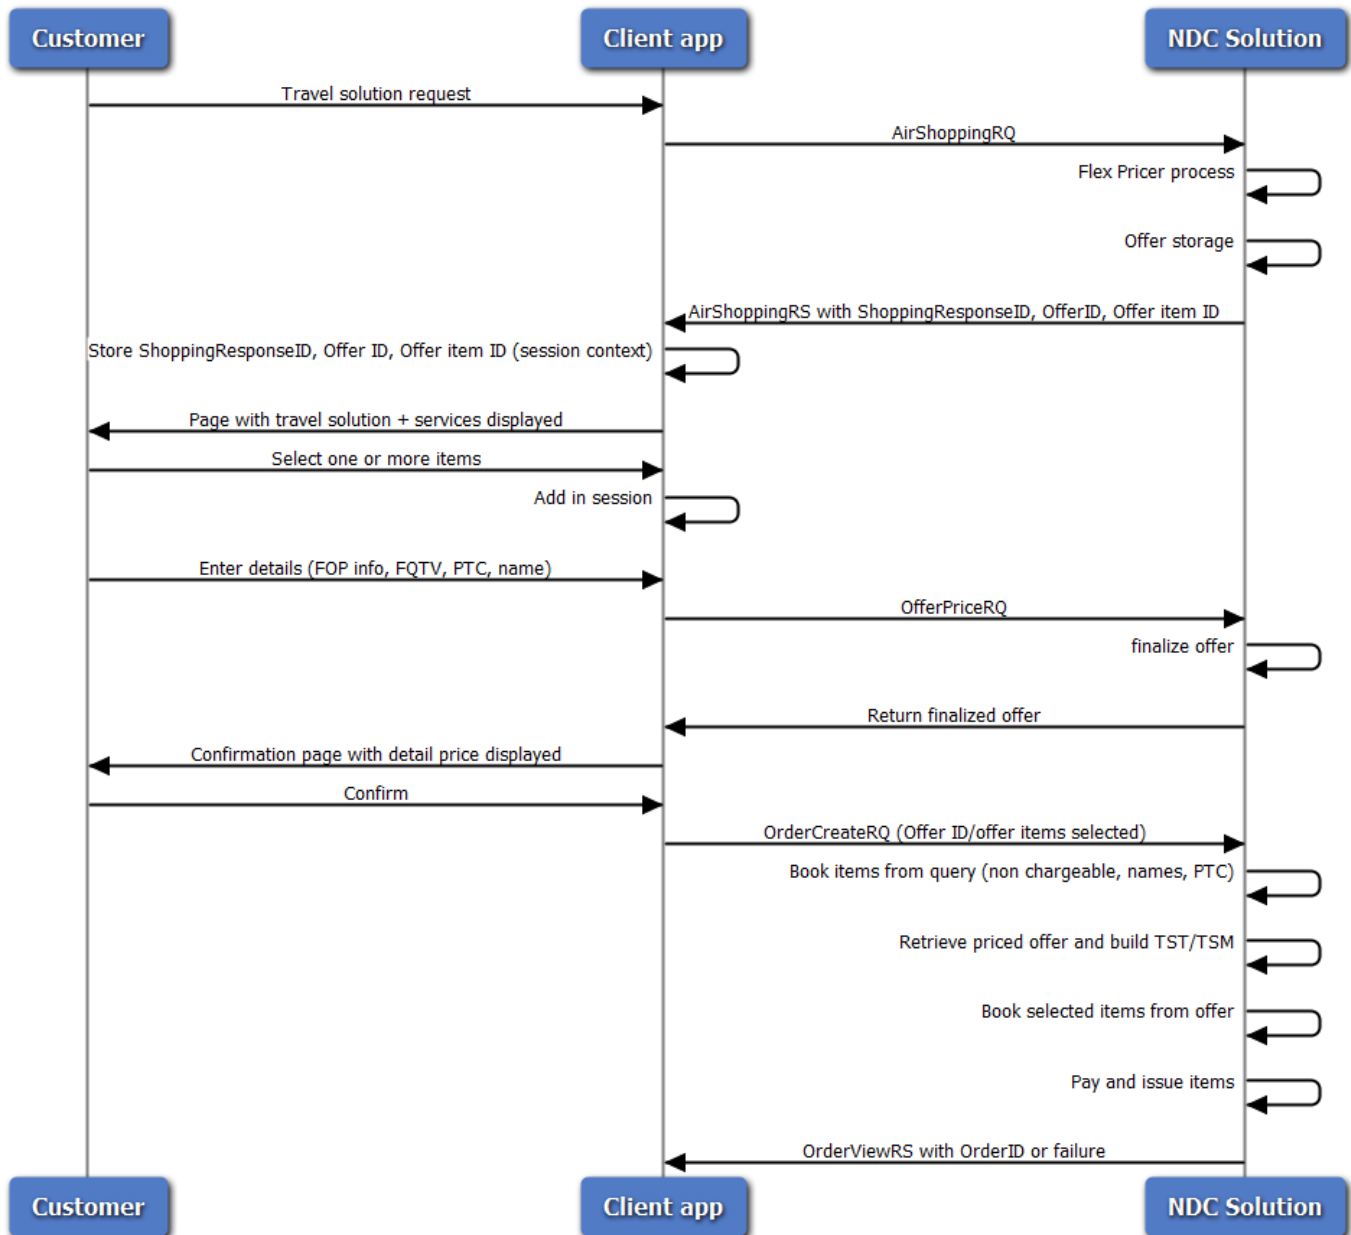 Customer
Client app
NDC Solution
Travel solution request
AirShoppingRQ
Flex Pricer process
Offer storage
AirShoppingRS with ShoppingResponseID, OfferID, Offer item ID
Store ShoppingResponseID, Offer ID, Offer item ID (session context)
Page with travel solution + services displayed
Select one or more items
Add in session
Enter details (FOP info, FQTV, PTC, name)
OfferPriceRQ
finalize offer
Return finalized offer
Confirmation page with detail price displayed
Confirm
OrderCreateRQ (Offer ID/offer items selected)
Book items from query (non chargeable, names, PTC)
Retrieve priced offer and build TST/TSM
Book selected items from offer
Pay and issue items
OrderViewRS with OrderID or failure
Customer
Client app
NDC Solution